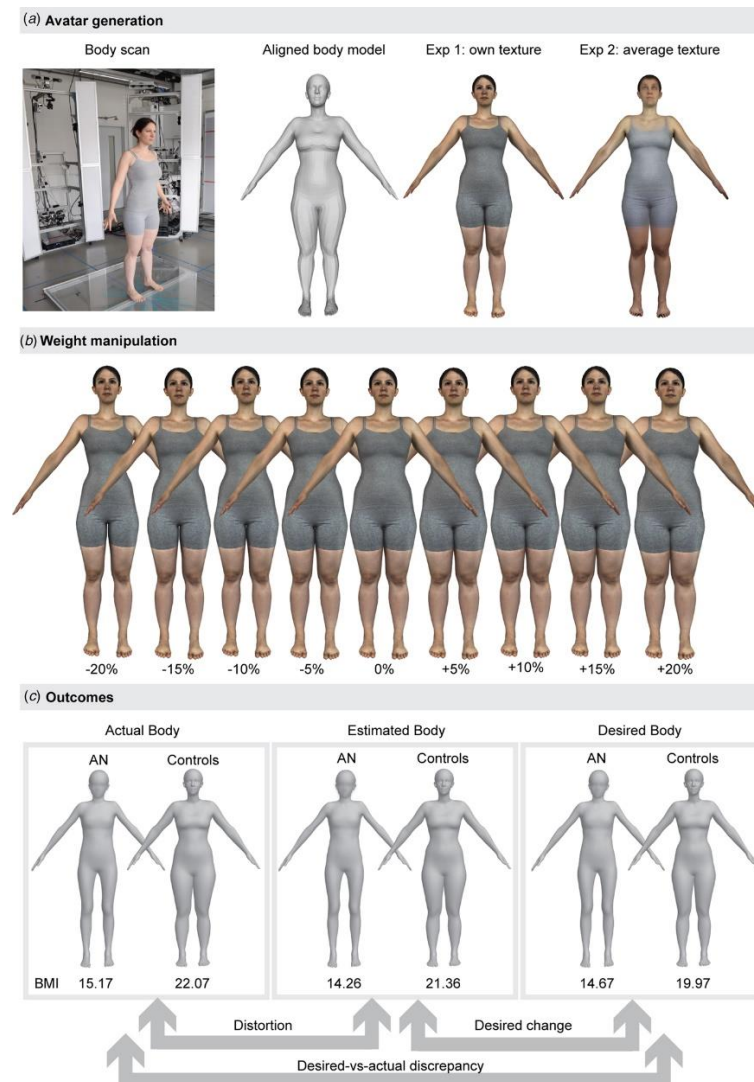 (a) Avatar generation
Body scan
Aligned body model
Exp 1: own texture
Exp 2: average texture
(b) Weight manipulation
-20% -15% -10% -5% 0% +5% +10% +15% +20%
(c) Outcomes
Actual Body
Estimated Body
Desired Body
AN Controls AN Controls AN Controls
BMI 15.17 22.07 14.26 21.36 14.67 19.97
Distortion
Desired change
Desired-vs-actual discrepancy